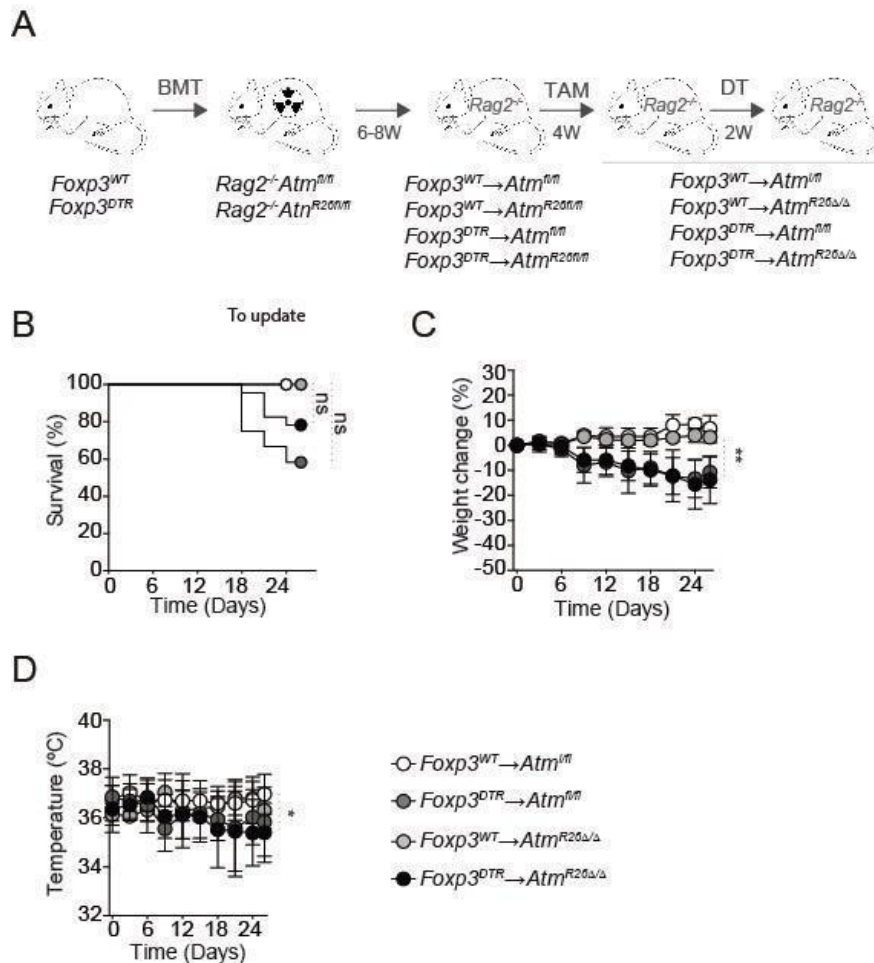 A
BMT
TAM
DT
Rag2-/-
Rag2-/-
Rag2-/-
6-8W
4W
2W
Foxp3WT
Foxp3DTR
Rag2-/-Atmfl/fl
Rag2-/-AtnR26fl/fl
Foxp3WT→Atmfl/fl
Foxp3WT→AtmR26fl/fl
Foxp3DTR→Atmfl/fl
Foxp3DTR→AtmR26fl/fl
Foxp3WT→Atml/fl
Foxp3WT→AtmR26Δ/Δ
Foxp3DTR→Atmfl/fl
Foxp3DTR→AtmR26Δ/Δ
To update
B
Survival (%)
100
80
60
40
20
0
0 6 12 18 24
Time (Days)
ns
ns
C
Weight change (%)
30
20
10
0
-10
-20
-30
-40
-50
0 6 12 18 24
Time (Days)
**
D
Temperature (ºC)
40
38
36
34
32
0 6 12 18 24
Time (Days)
*
Foxp3WT→Atml/fl
Foxp3DTR→Atmfl/fl
Foxp3WT→AtmR26Δ/Δ
Foxp3DTR→AtmR26Δ/Δ